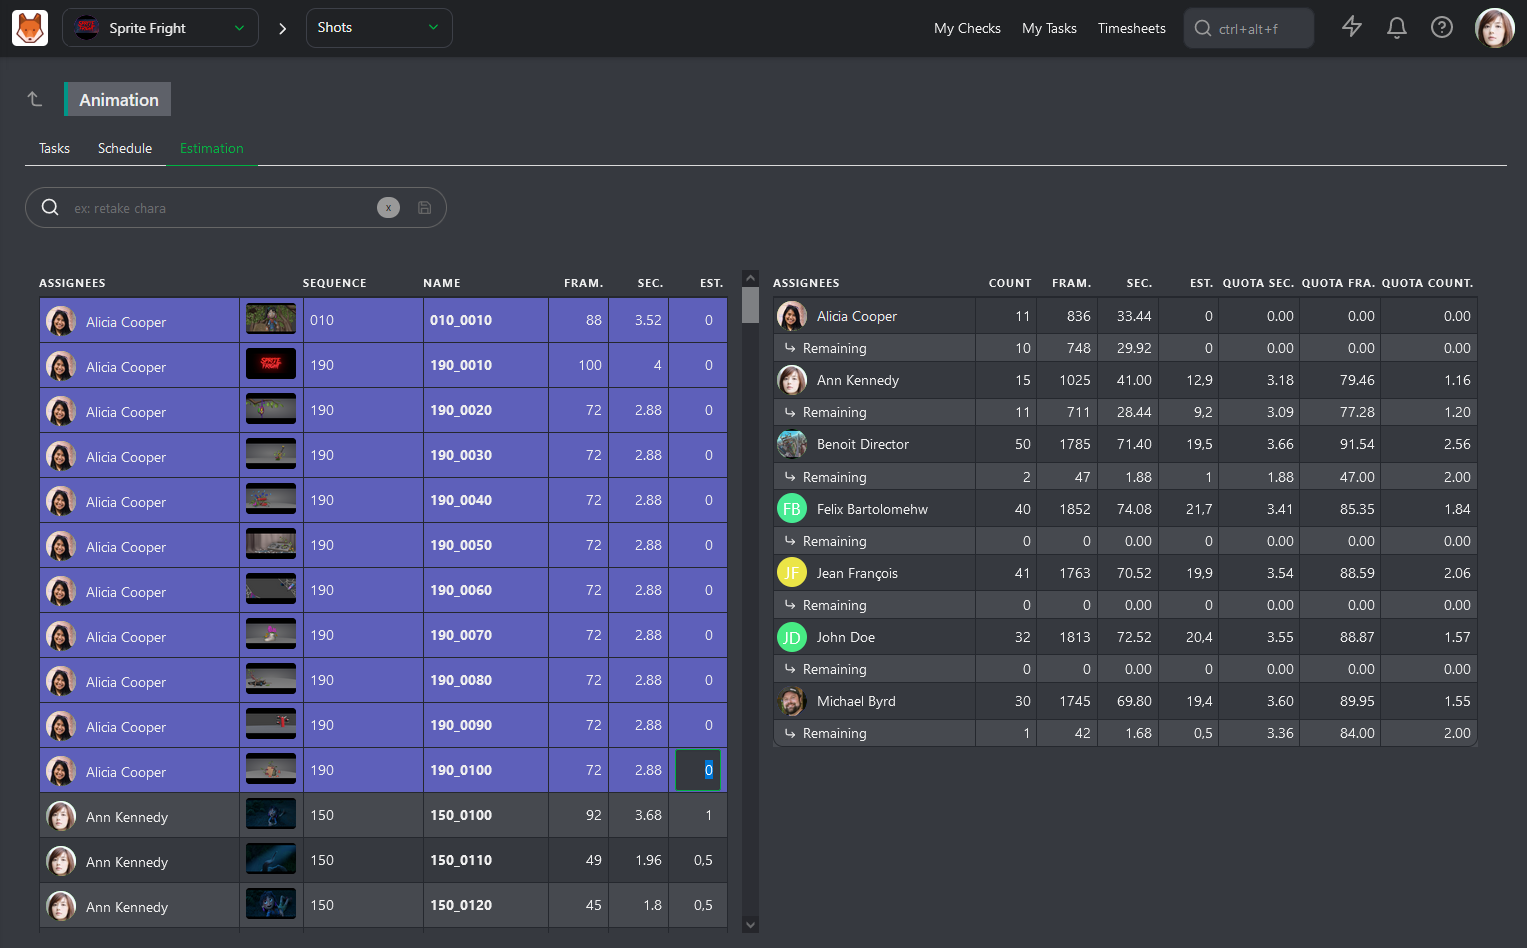 Sprite Fright > Shots My Checks My Tasks Timesheets ctrl+alt+f
Animation
Tasks Schedule Estimation
ex: retake chara x
ASSIGNEES SEQUENCE NAME FRAM. SEC. EST.
Alicia Cooper 010 010_0010 88 3.52 0
Alicia Cooper SPRITE FRIGHT 190 190_0010 100 4 0
Alicia Cooper 190 190_0020 72 2.88 0
Alicia Cooper 190 190_0030 72 2.88 0
Alicia Cooper 190 190_0040 72 2.88 0
Alicia Cooper 190 190_0050 72 2.88 0
Alicia Cooper 190 190_0060 72 2.88 0
Alicia Cooper 190 190_0070 72 2.88 0
Alicia Cooper 190 190_0080 72 2.88 0
Alicia Cooper 190 190_0090 72 2.88 0
Alicia Cooper 190 190_0100 72 2.88 0
Ann Kennedy 150 150_0100 92 3.68 1
Ann Kennedy 150 150_0110 49 1.96 0,5
Ann Kennedy 150 150_0120 45 1.8 0,5
ASSIGNEES COUNT FRAM. SEC. EST. QUOTA SEC. QUOTA FRA. QUOTA COUNT.
Alicia Cooper 11 836 33.44 0 0.00 0.00 0.00
Remaining 10 748 29.92 0 0.00 0.00 0.00
Ann Kennedy 15 1025 41.00 12,9 3.18 79.46 1.16
Remaining 11 711 28.44 9,2 3.09 77.28 1.20
Benoit Director 50 1785 71.40 19,5 3.66 91.54 2.56
Remaining 2 47 1.88 1 1.88 47.00 2.00
FB Felix Bartolomehw 40 1852 74.08 21,7 3.41 85.35 1.84
Remaining 0 0 0.00 0 0.00 0.00 0.00
JF Jean François 41 1763 70.52 19,9 3.54 88.59 2.06
Remaining 0 0 0.00 0 0.00 0.00 0.00
JD John Doe 32 1813 72.52 20,4 3.55 88.87 1.57
Remaining 0 0 0.00 0 0.00 0.00 0.00
Michael Byrd 30 1745 69.80 19,4 3.60 89.95 1.55
Remaining 1 42 1.68 0,5 3.36 84.00 2.00